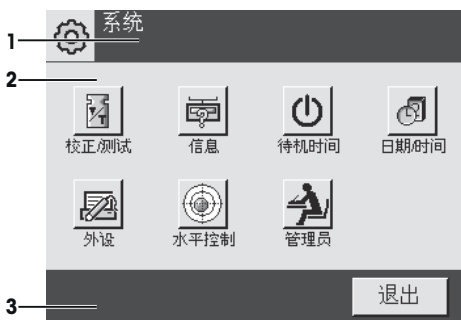 系统
1
2
校正/测试 信息 待机时间 日期/时间
外设 水平控制 管理员
退出
3